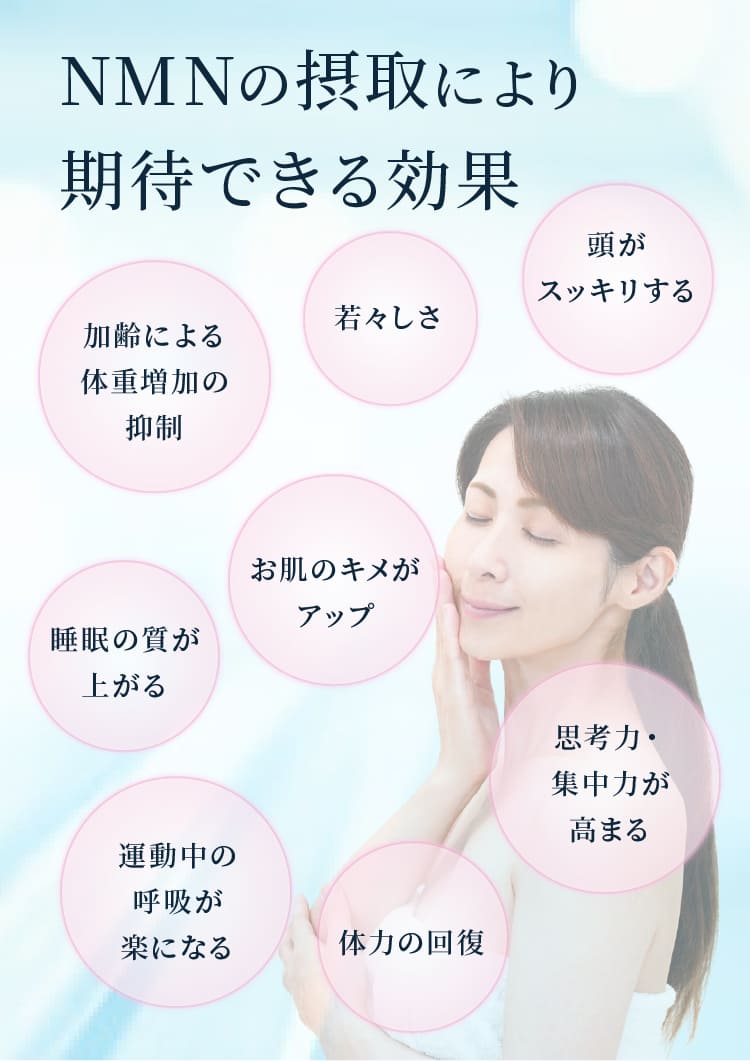 NMNの摂取により
期待できる効果
頭が
スッキリする
若々しさ
加齢による
体重増加の
抑制
お肌のキメが
アップ
睡眠の質が
上がる
思考力・
集中力が
高まる
運動中の
呼吸が
楽になる
体力の回復